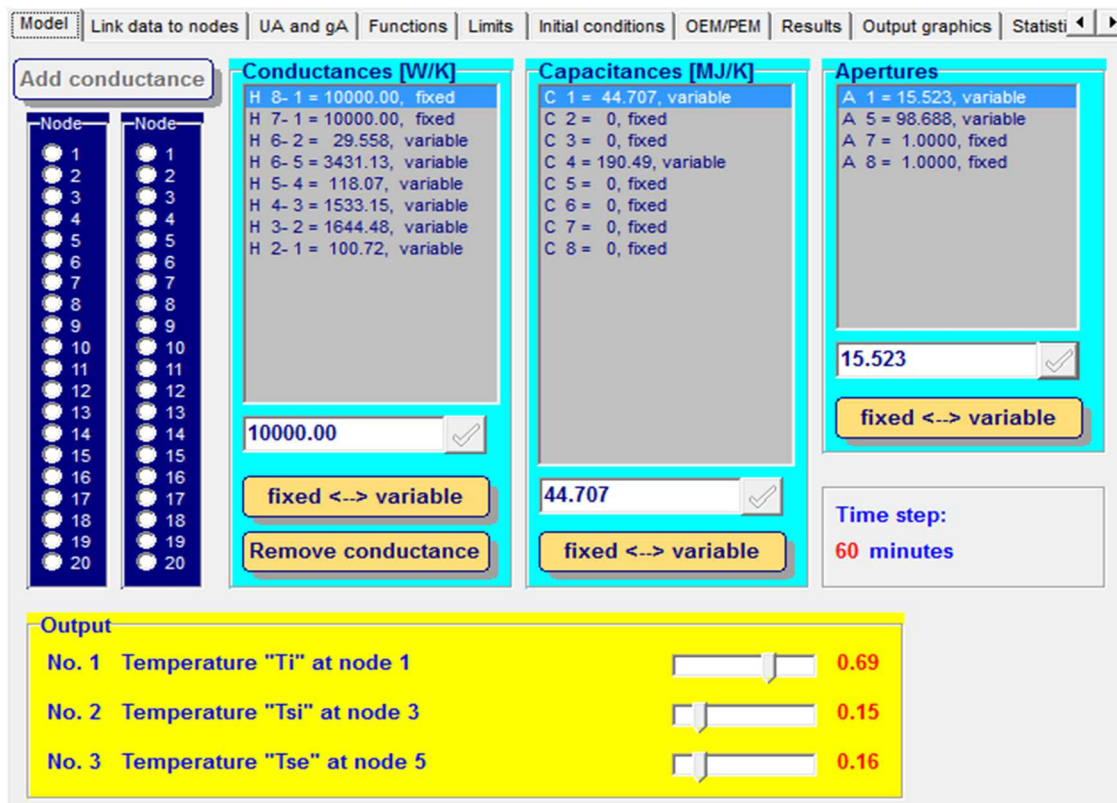 Model Link data to nodes UA and gA Functions Limits Initial conditions OEM/PEM Results Output graphics Statisti
Add conductance
Node
1
2
3
4
5
6
7
8
9
10
11
12
13
14
15
16
17
18
19
20
Node
1
2
3
4
5
6
7
8
9
10
11
12
13
14
15
16
17
18
19
20
Conductances [W/K]
H 8- 1 = 10000.00, fixed
H 7- 1 = 10000.00, fixed
H 6- 2 = 29.558, variable
H 6- 5 = 3431.13, variable
H 5- 4 = 118.07, variable
H 4- 3 = 1533.15, variable
H 3- 2 = 1644.48, variable
H 2- 1 = 100.72, variable
10000.00
fixed <--> variable
Remove conductance
Capacitances [MJ/K]
C 1 = 44.707, variable
C 2 = 0, fixed
C 3 = 0, fixed
C 4 = 190.49, variable
C 5 = 0, fixed
C 6 = 0, fixed
C 7 = 0, fixed
C 8 = 0, fixed
44.707
fixed <--> variable
Apertures
A 1 = 15.523, variable
A 5 = 98.688, variable
A 7 = 1.0000, fixed
A 8 = 1.0000, fixed
15.523
fixed <--> variable
Time step:
60 minutes
Output
No. 1 Temperature "Ti" at node 1 0.69
No. 2 Temperature "Tsi" at node 3 0.15
No. 3 Temperature "Tse" at node 5 0.16